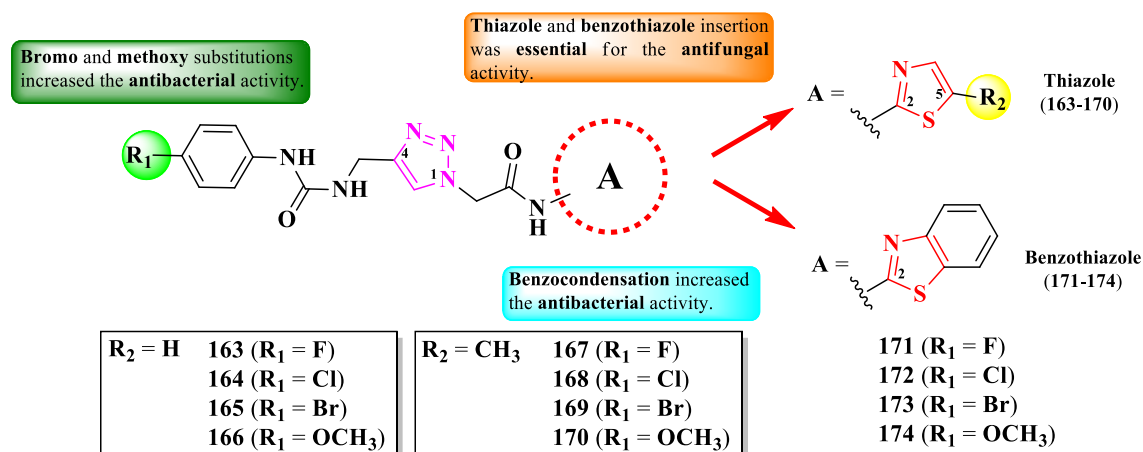 Bromo and methoxy substitutions
increased the antibacterial activity.
Thiazole and benzothiazole insertion
was essential for the antifungal
activity.
R1
NH
O
NH
4
N
N
1
N
O
N
H
A
A =
N
2
S
5
R2
Thiazole
(163-170)
A =
N
2
S
Benzothiazole
(171-174)
Benzocondensation increased
the antibacterial activity.
R2 = H 163 (R1 = F)
164 (R1 = Cl)
165 (R1 = Br)
166 (R1 = OCH3)
R2 = CH3 167 (R1 = F)
168 (R1 = Cl)
169 (R1 = Br)
170 (R1 = OCH3)
171 (R1 = F)
172 (R1 = Cl)
173 (R1 = Br)
174 (R1 = OCH3)